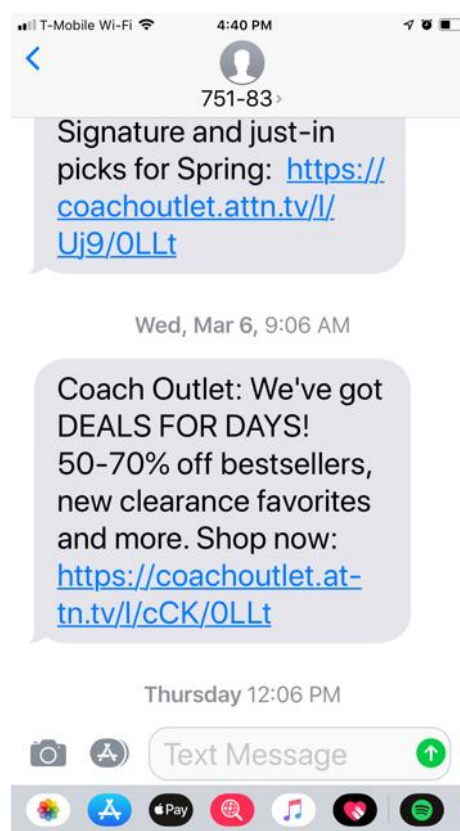 T-Mobile Wi-Fi 4:40 PM
751-83
Signature and just-in
picks for Spring: https://
coachoutlet.attn.tv/l/
Uj9/0LLt
Wed, Mar 6, 9:06 AM
Coach Outlet: We've got
DEALS FOR DAYS!
50-70% off bestsellers,
new clearance favorites
and more. Shop now:
https://coachoutlet.at-
tn.tv/l/cCK/0LLt
Thursday 12:06 PM
Text Message
Pay